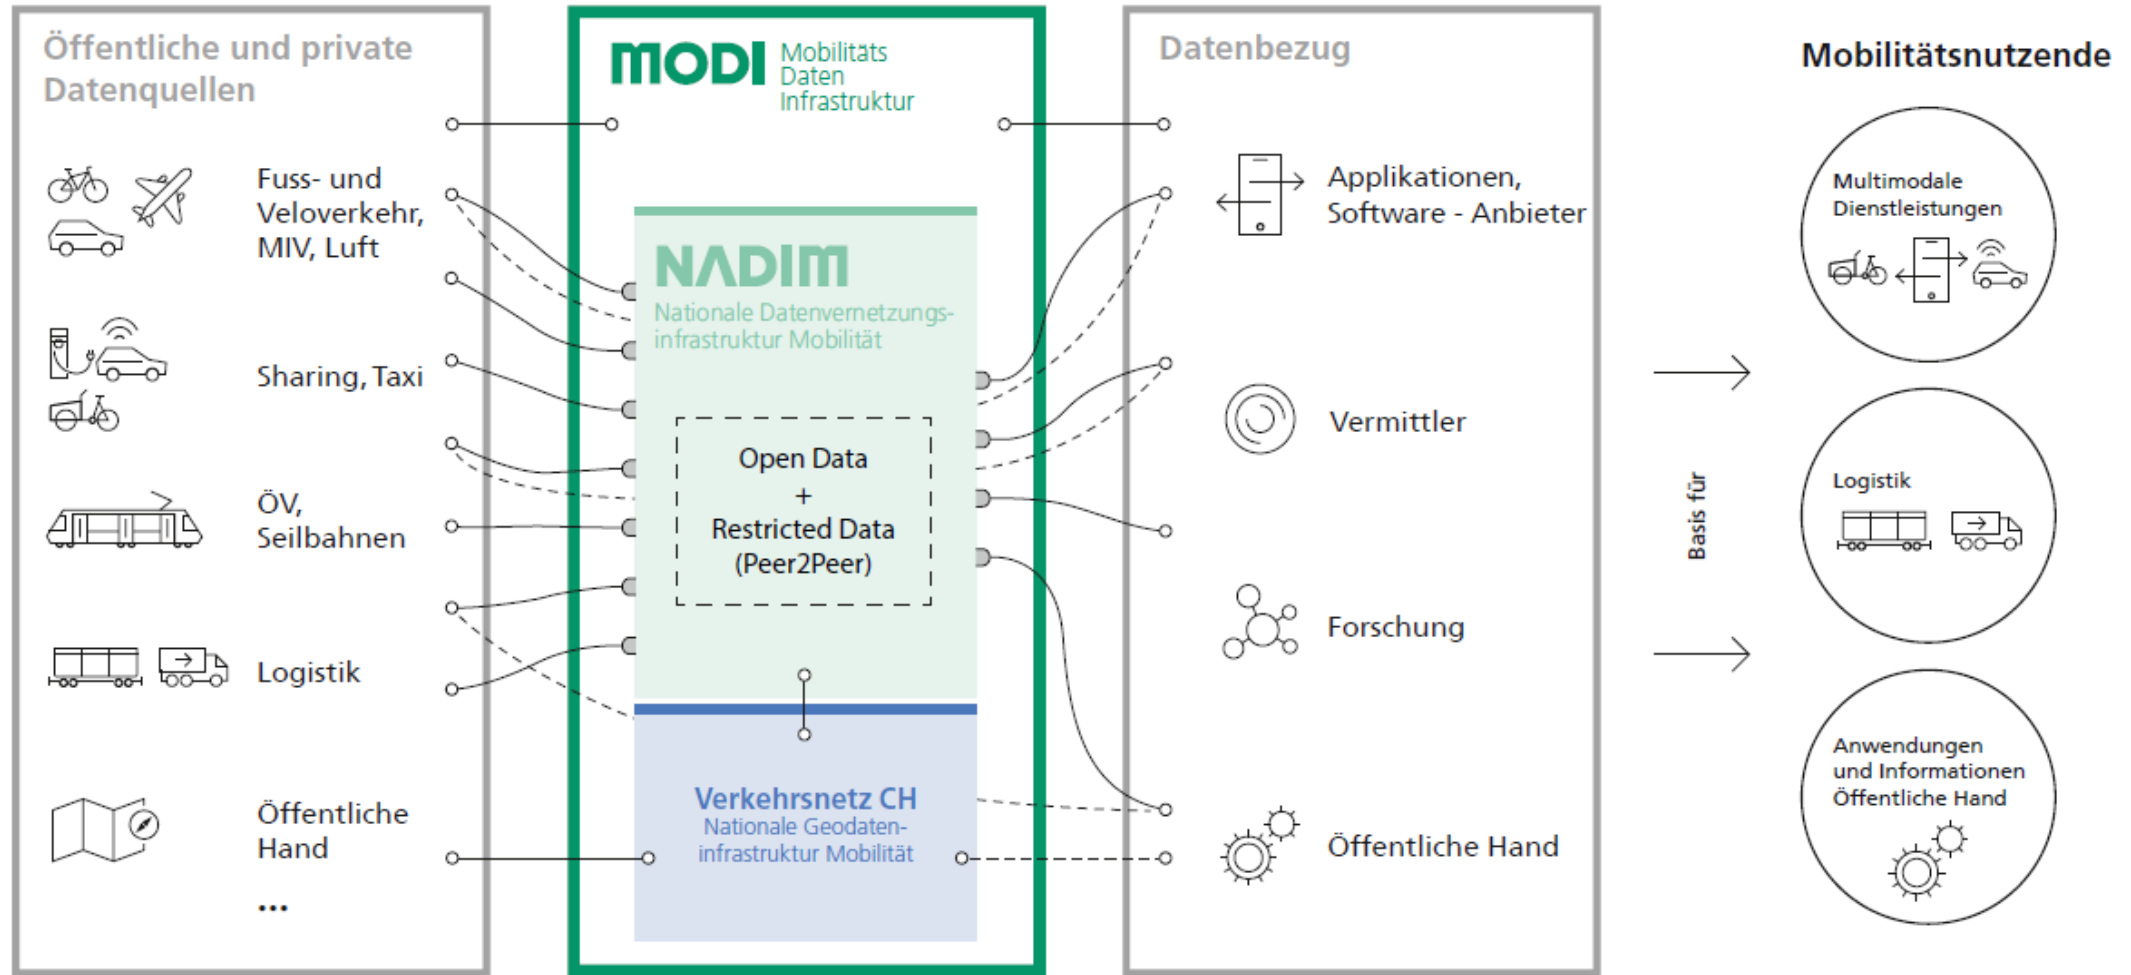 Öffentliche und private
Datenquellen
Fuss- und
Veloverkehr,
MIV, Luft
Sharing, Taxi
ÖV,
Seilbahnen
Logistik
Öffentliche
Hand
...
MODI
Mobilitäts
Daten
Infrastruktur
NADIM
Nationale Datenvernetzungs-
infrastruktur Mobilität
Open Data
+
Restricted Data
(Peer2Peer)
Verkehrsnetz CH
Nationale Geodaten-
infrastruktur Mobilität
Datenbezug
Applikationen,
Software - Anbieter
Vermittler
Forschung
Öffentliche Hand
Basis für
Mobilitätsnutzende
Multimodale
Dienstleistungen
Logistik
Anwendungen
und Informationen
Öffentliche Hand